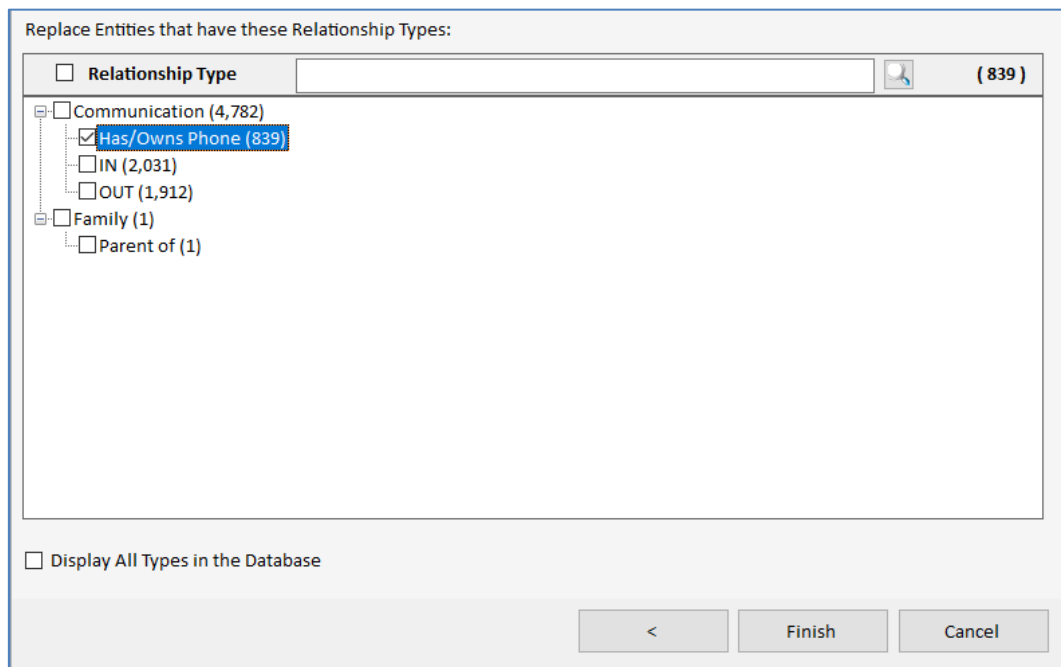 Replace Entities that have these Relationship Types:
Relationship Type (839)
Communication (4,782)
Has/Owns Phone (839)
IN (2,031)
OUT (1,912)
Family (1)
Parent of (1)
Display All Types in the Database
< Finish Cancel